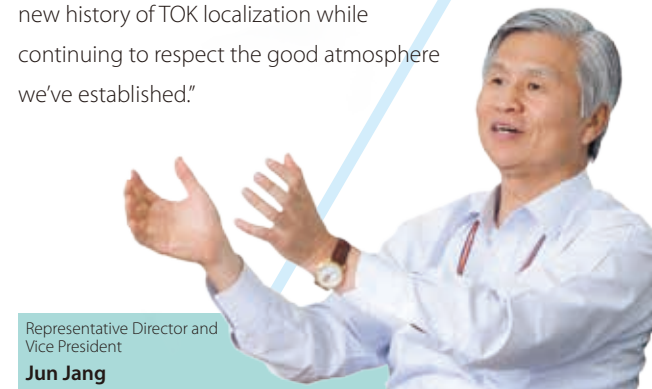 new history of TOK localization while
continuing to respect the good atmosphere
we've established."
Representative Director and
Vice President
Jun Jang